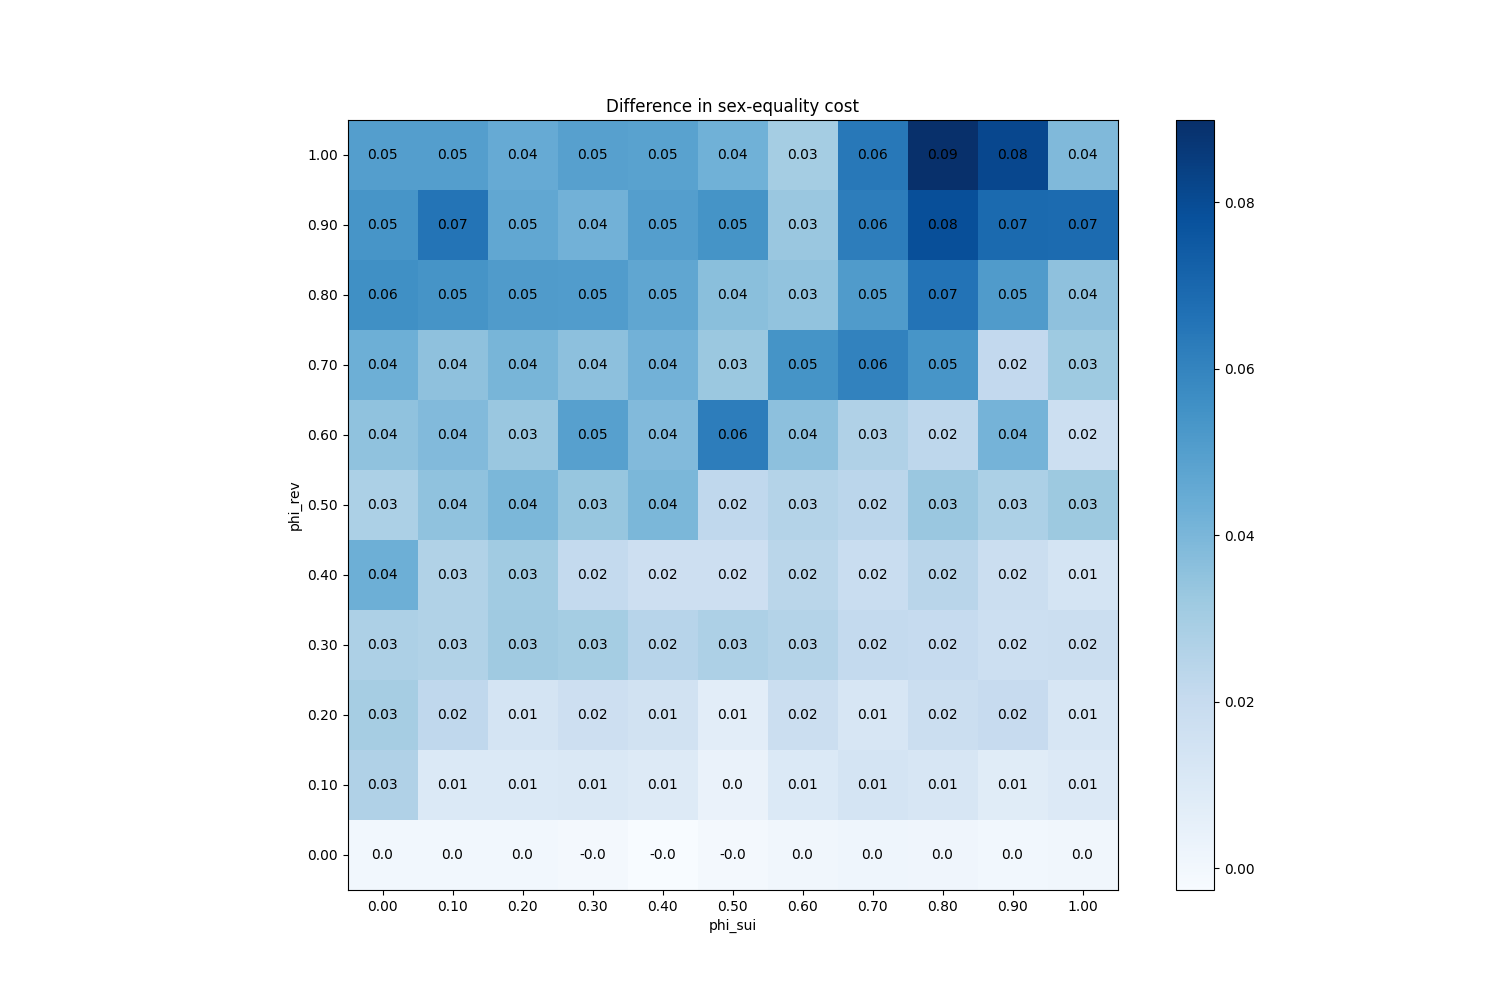 Difference in sex-equality cost
1.00 0.05 0.05 0.04 0.05 0.05 0.04 0.03 0.06 0.09 0.08 0.04
0.90 0.05 0.07 0.05 0.04 0.05 0.05 0.03 0.06 0.08 0.07 0.07
0.80 0.06 0.05 0.05 0.05 0.05 0.04 0.03 0.05 0.07 0.05 0.04
0.70 0.04 0.04 0.04 0.04 0.04 0.03 0.05 0.06 0.05 0.02 0.03
0.60 0.04 0.04 0.03 0.05 0.04 0.06 0.04 0.03 0.02 0.04 0.02
0.50 0.03 0.04 0.04 0.03 0.04 0.02 0.03 0.02 0.03 0.03 0.03
0.40 0.04 0.03 0.03 0.02 0.02 0.02 0.02 0.02 0.02 0.02 0.01
0.30 0.03 0.03 0.03 0.03 0.02 0.03 0.03 0.02 0.02 0.02 0.02
0.20 0.03 0.02 0.01 0.02 0.01 0.01 0.02 0.01 0.02 0.02 0.01
0.10 0.03 0.01 0.01 0.01 0.01 0.0 0.01 0.01 0.01 0.01 0.01
0.00 0.0 0.0 0.0 -0.0 -0.0 -0.0 0.0 0.0 0.0 0.0 0.0
0.00 0.10 0.20 0.30 0.40 0.50 0.60 0.70 0.80 0.90 1.00
phi_sui
phi_rev
0.08
0.06
0.04
0.02
0.00